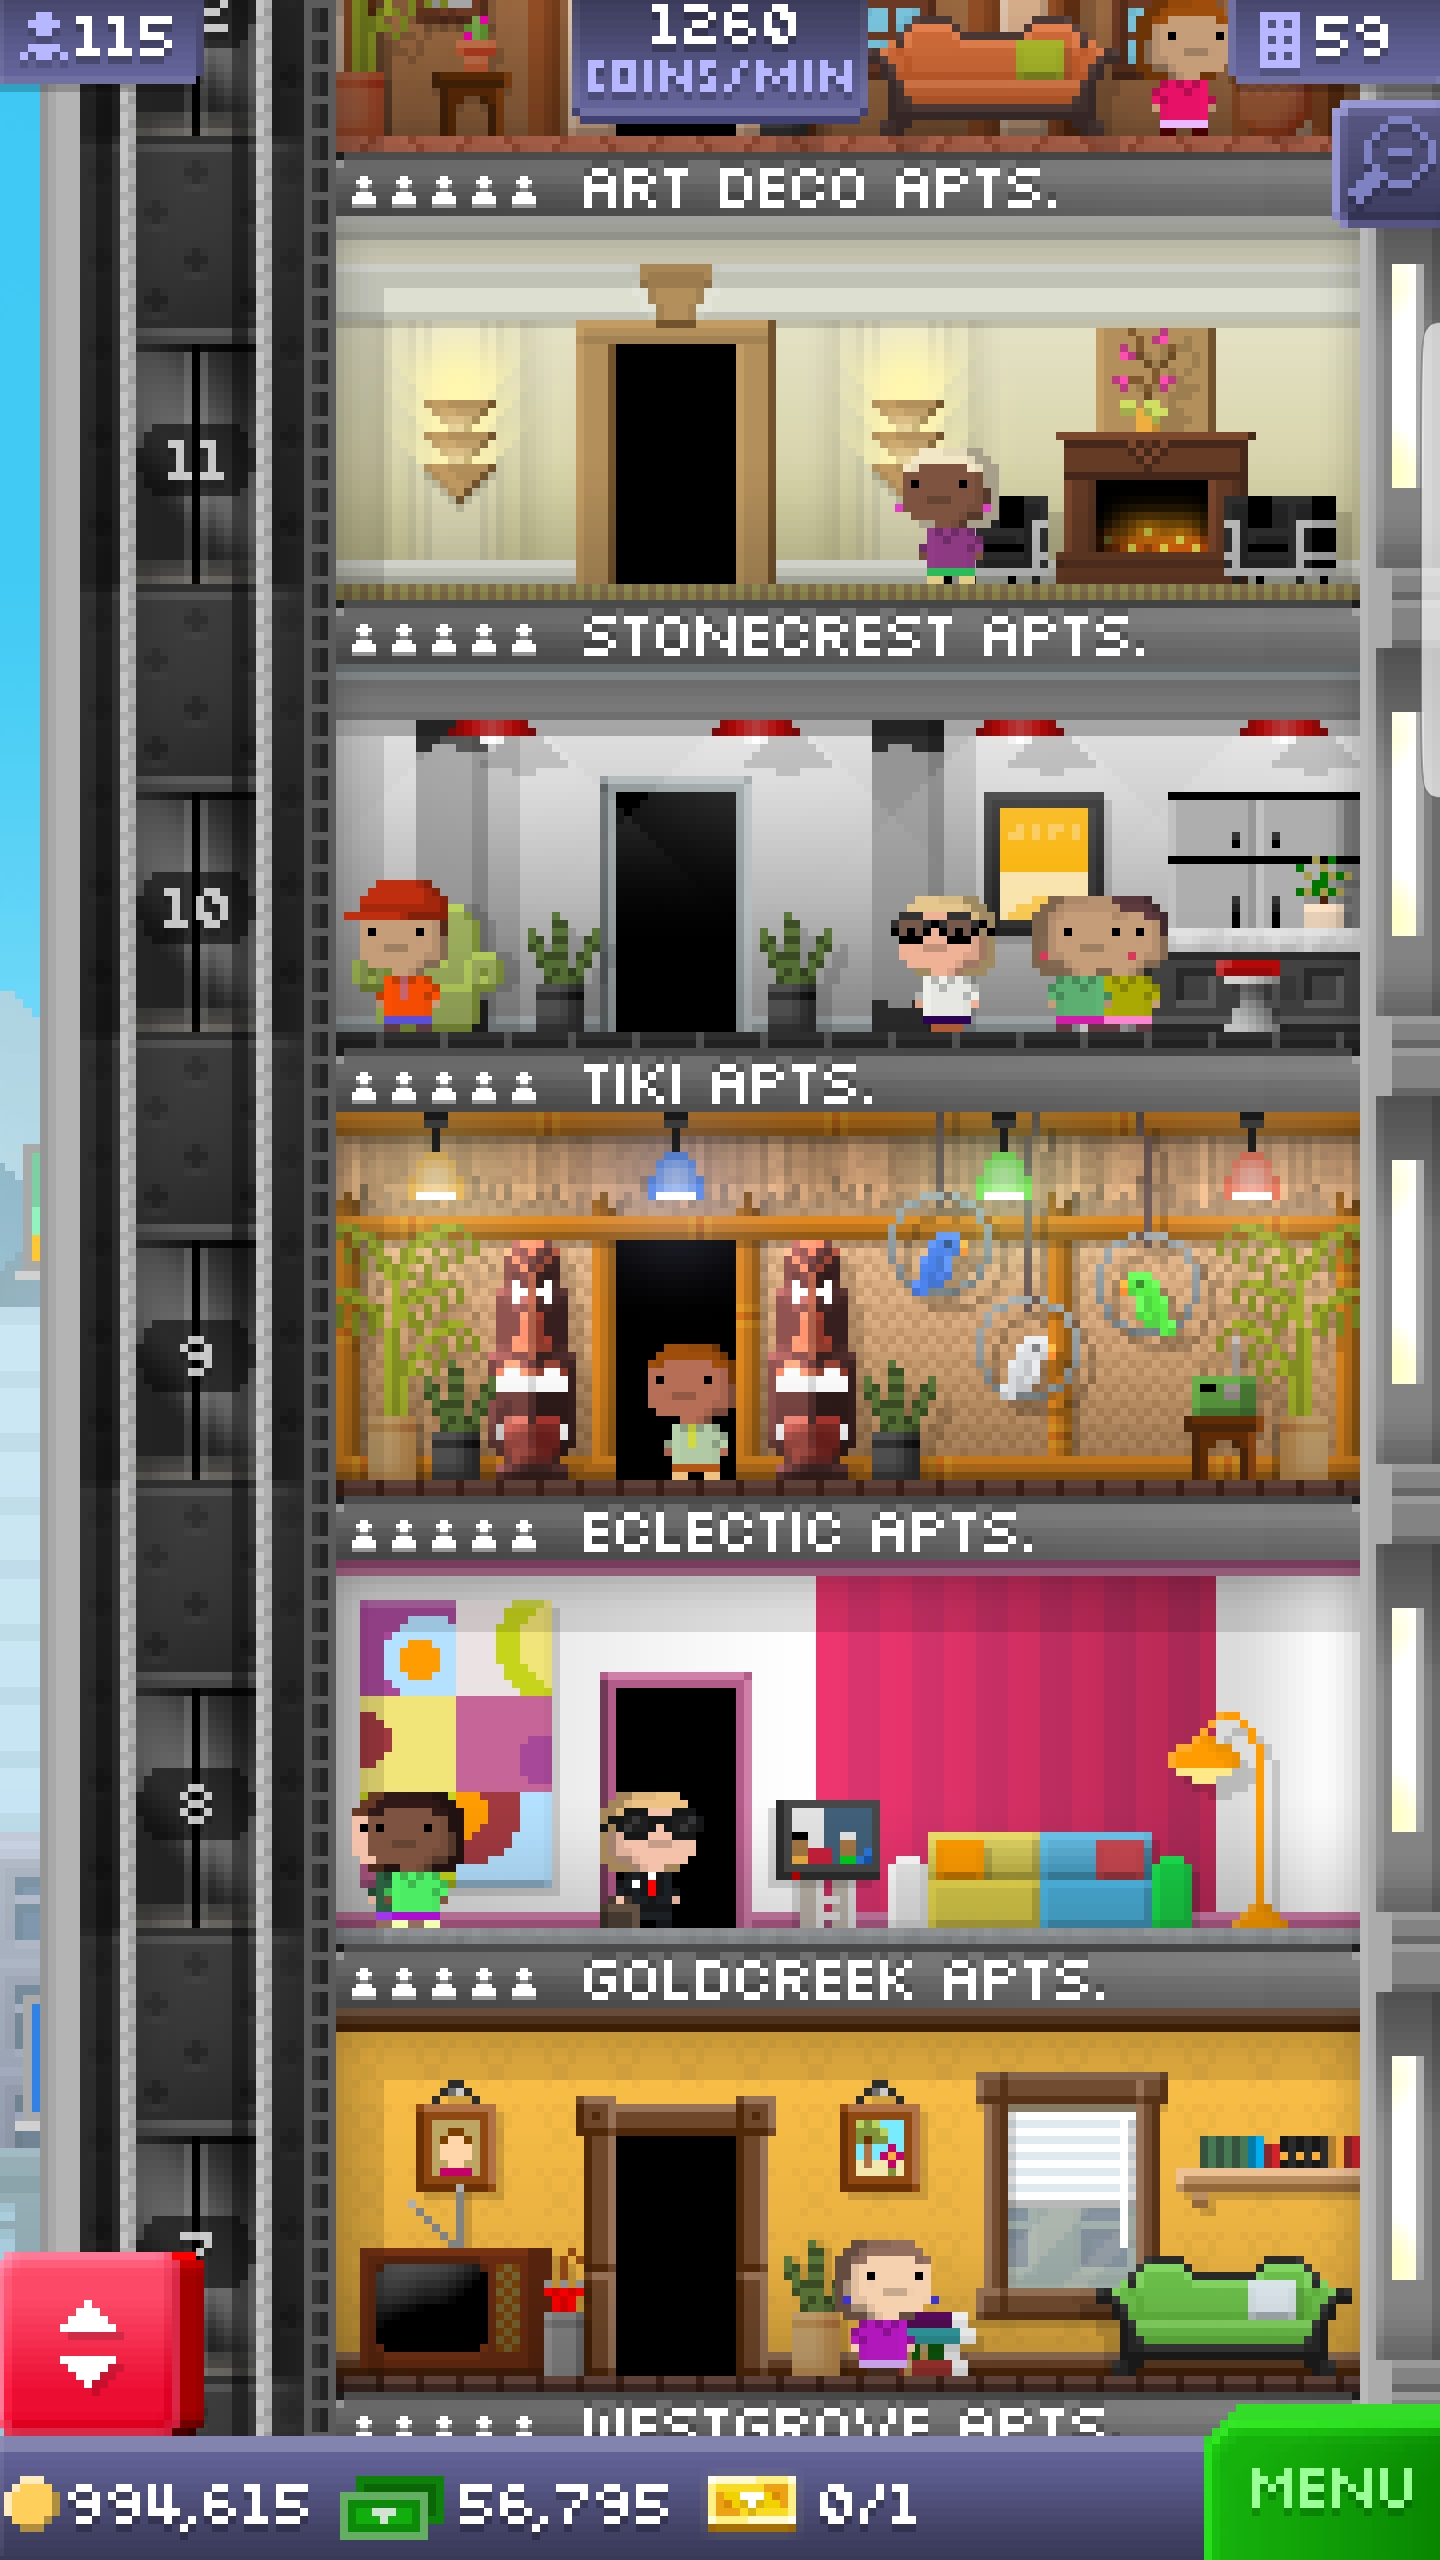 115
1260
COINS/MIN
59
ART DECO APTS.
11
STONECREST APTS.
10
TIKI APTS.
9
ECLECTIC APTS.
8
GOLDCREEK APTS.
7
WESTGROVE APTS.
994,615
56,795
0/1
MENU